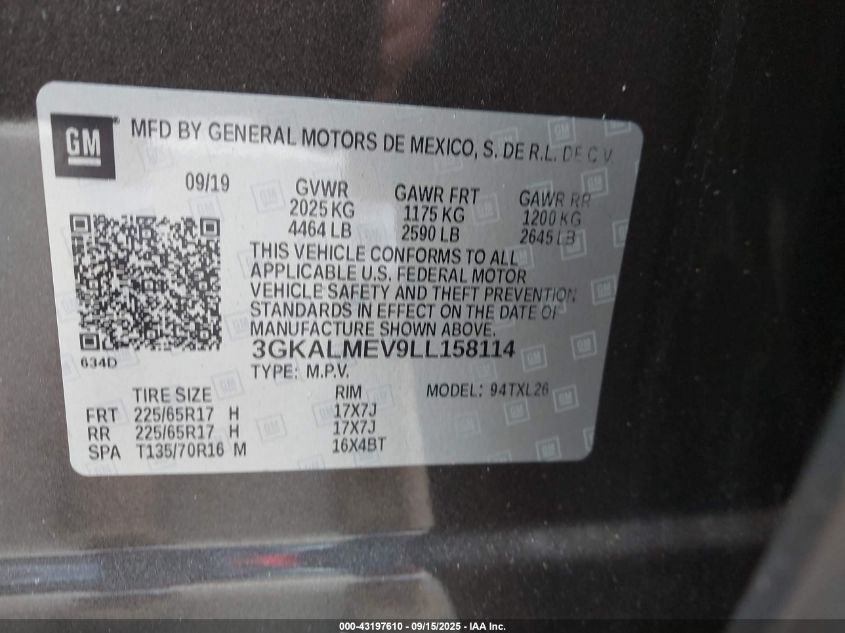 GM
MFD BY GENERAL MOTORS DE MEXICO, S. DE R.L. DE C.V.
09/19 GVWR GAWR FRT GAWR RR
2025 KG 1175 KG 1200 KG
4464 LB 2590 LB 2645 LB
THIS VEHICLE CONFORMS TO ALL
APPLICABLE U.S. FEDERAL MOTOR
VEHICLE SAFETY AND THEFT PREVENTION
STANDARDS IN EFFECT ON THE DATE OF
MANUFACTURE SHOWN ABOVE.
3GKALMEV9LL158114
634D
TYPE: M.P.V.
TIRE SIZE RIM MODEL: 94TXL26
FRT 225/65R17 H 17X7J
RR 225/65R17 H 17X7J
SPA T135/70R16 M 16X4BT
000-43197610 - 09/15/2025 - IAA Inc.